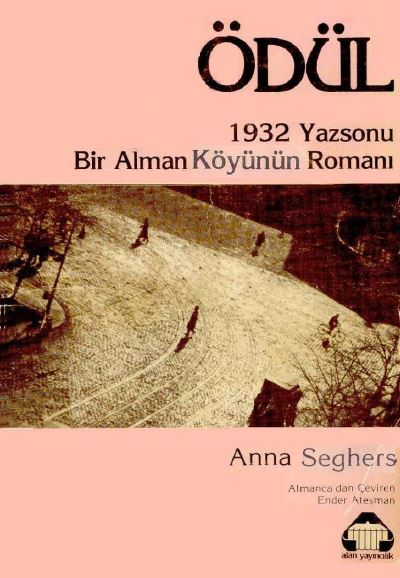 ÖDÜL
1932 Yazsonu
Bir Alman Köyünün Romanı
Anna Seghers
Almanca dan Çeviren
Ender Ateşman
alan yayıncılık